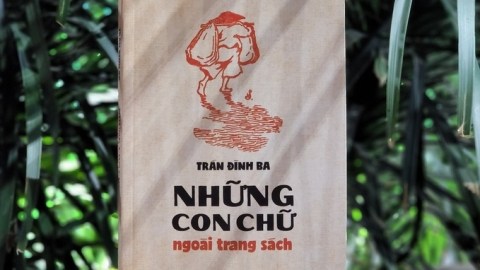 TRẦN ĐÌNH BA
NHỮNG
CON CHỮ
ngoài trang sách